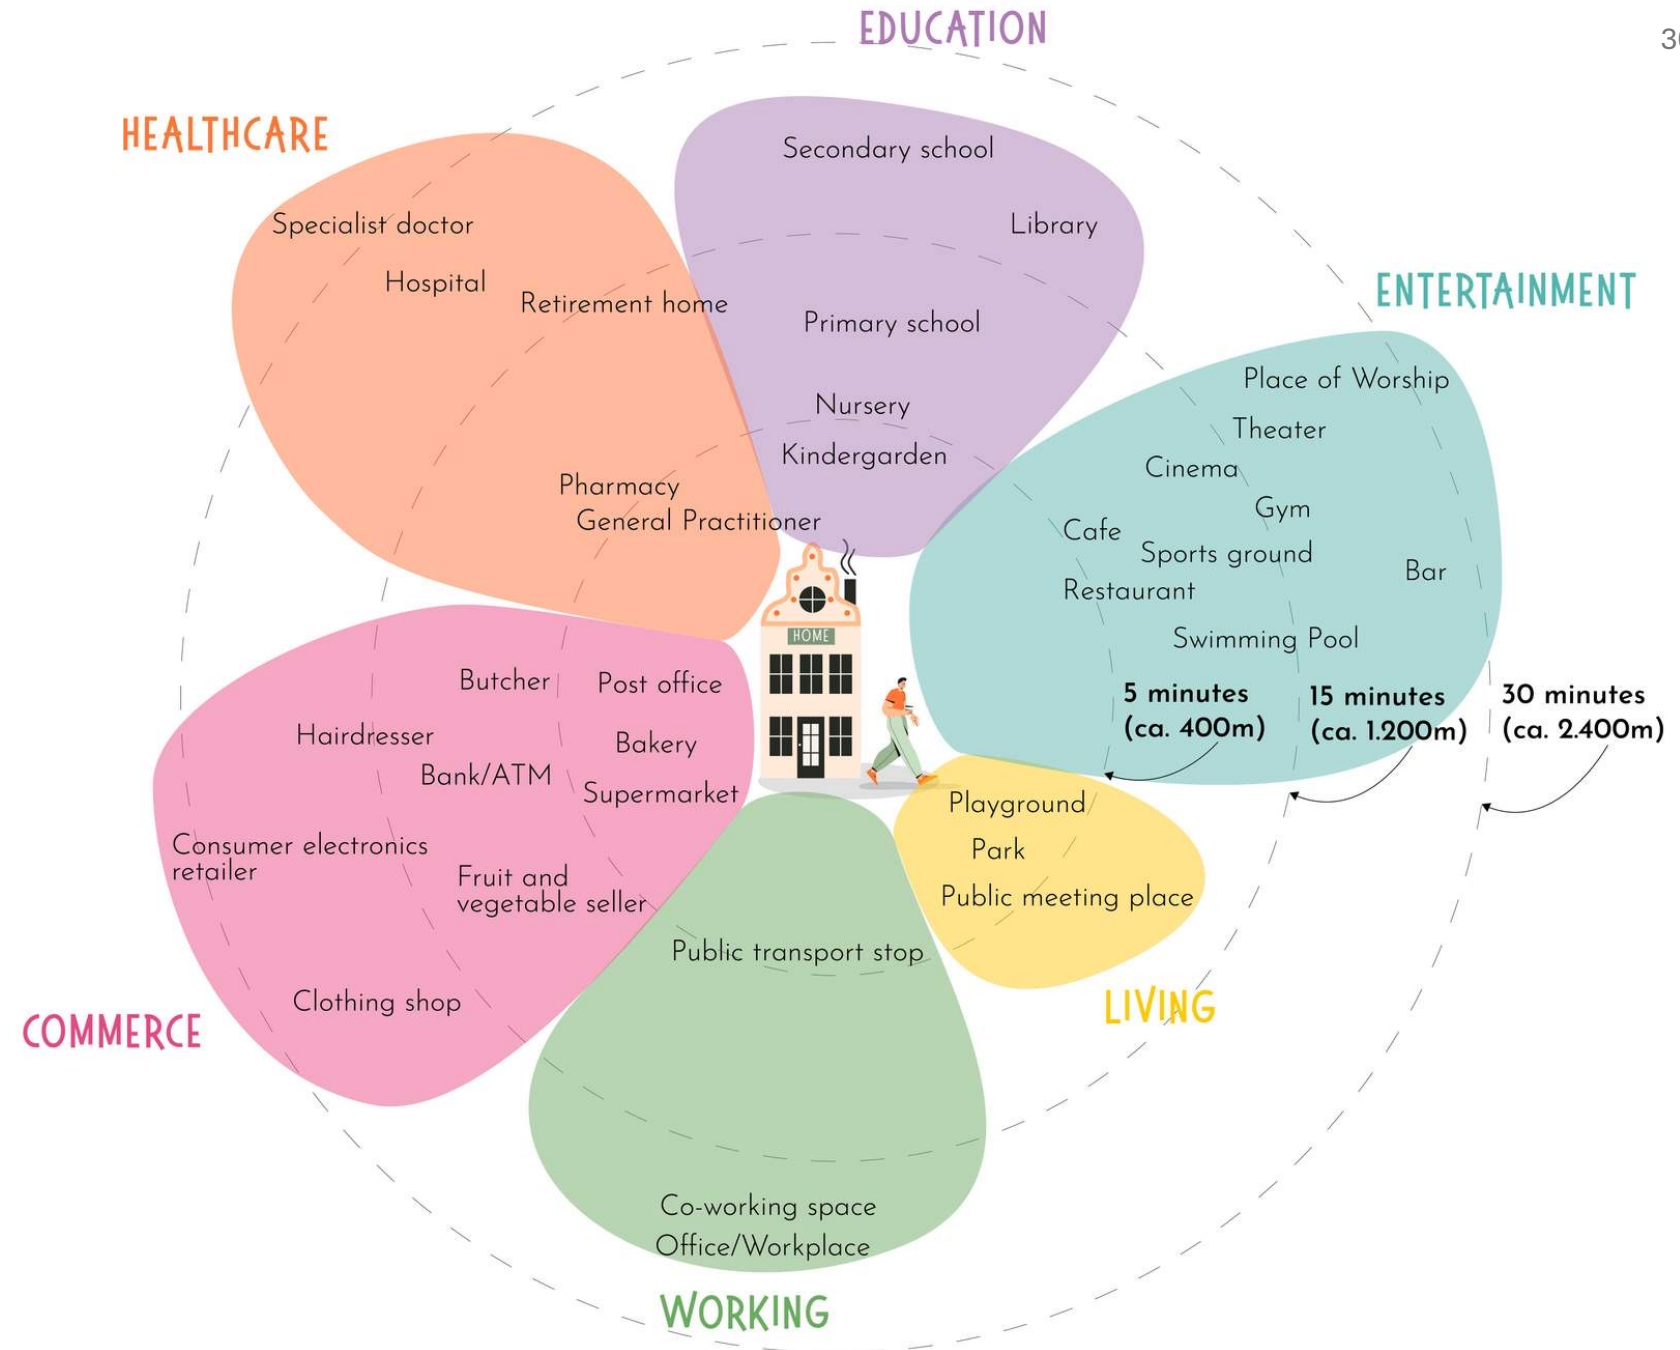 EDUCATION
HEALTHCARE
Secondary school
Specialist doctor
Library
Hospital
Retirement home
Primary school
ENTERTAINMENT
Place of Worship
Nursery
Theater
Kindergarden
Cinema
Pharmacy
Gym
General Practitioner
Cafe
Sports ground
Bar
Restaurant
HOME
Swimming Pool
Butcher
Post office
5 minutes
(ca. 400m)
15 minutes
(ca. 1.200m)
30 minutes
(ca. 2.400m)
Hairdresser
Bakery
Bank/ATM
Supermarket
Playground
Consumer electronics
retailer
Park
Fruit and
vegetable seller
Public meeting place
Public transport stop
Clothing shop
LIVING
COMMERCE
Co-working space
Office/Workplace
WORKING